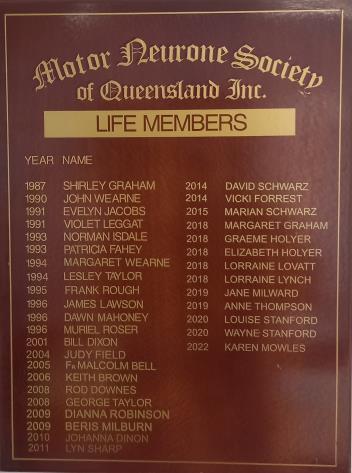 Motor Neurone Society
of Queensland Inc.
LIFE MEMBERS
YEAR NAME
1987 SHIRLEY GRAHAM
1990 JOHN WEARNE
1991 EVELYN JACOBS
1991 VIOLET LEGGAT
1993 NORMAN ISDALE
1993 PATRICIA FAHEY
1994 MARGARET WEARNE
1994 LESLEY TAYLOR
1995 FRANK ROUGH
1996 JAMES LAWSON
1996 DAWN MAHONEY
1996 MURIEL ROSER
2001 BILL DIXON
2004 JUDY FIELD
2005 FR MALCOLM BELL
2006 KEITH BROWN
2008 ROD DOWNES
2008 GEORGE TAYLOR
2009 DIANNA ROBINSON
2009 BERIS MILBURN
2010 JOHANNA DINON
2011 LYN SHARP
2014 DAVID SCHWARZ
2014 VICKI FORREST
2015 MARIAN SCHWARZ
2018 MARGARET GRAHAM
2018 GRAEME HOLYER
2018 ELIZABETH HOLYER
2018 LORRAINE LOVATT
2018 LORRAINE LYNCH
2019 JANE MILWARD
2019 ANNE THOMPSON
2020 LOUISE STANFORD
2020 WAYNE STANFORD
2022 KAREN MOWLES